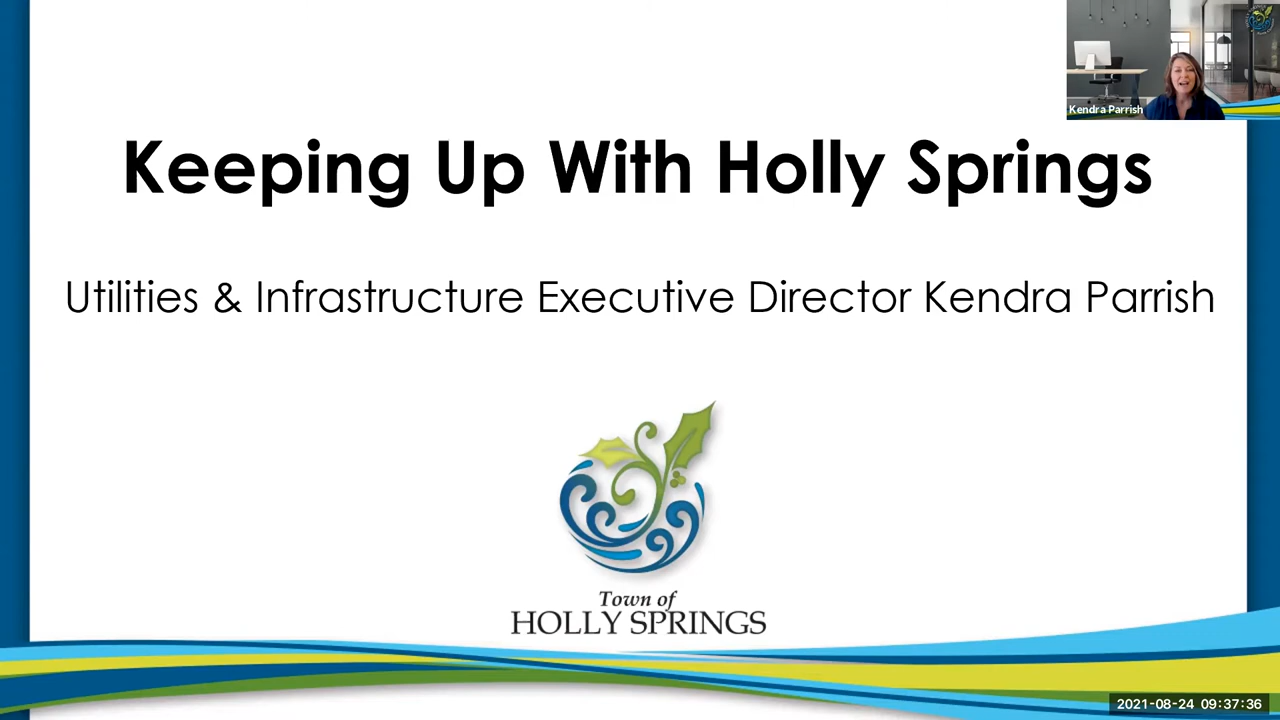 Kendra Parrish
Keeping Up With Holly Springs
Utilities & Infrastructure Executive Director Kendra Parrish
Town of
HOLLY SPRINGS
2021-08-24 09:37:36